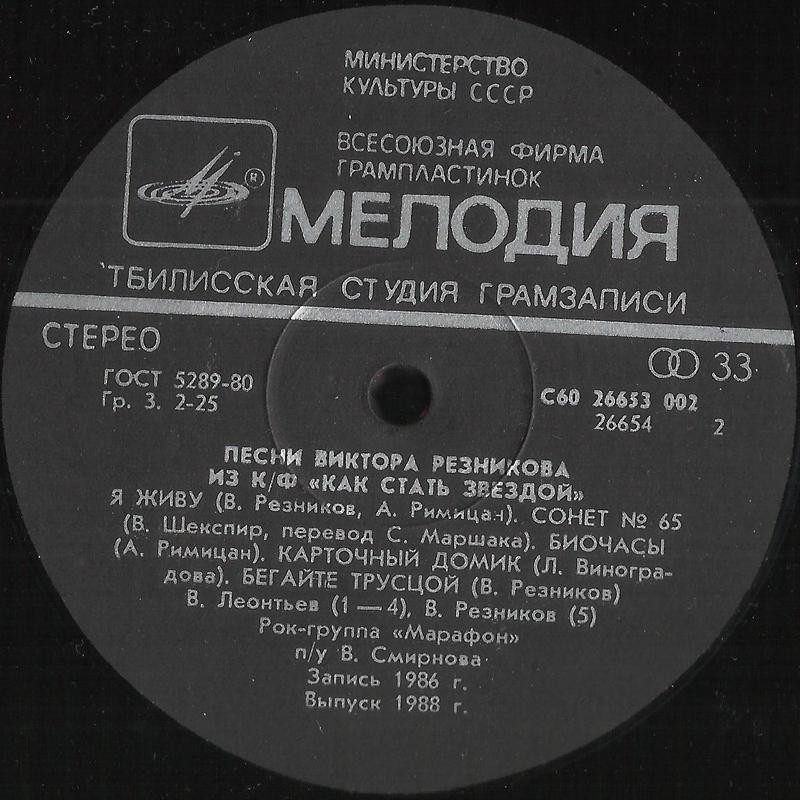 МИНИСТЕРСТВО
КУЛЬТУРЫ СССР
ВСЕСОЮЗНАЯ ФИРМА
ГРАМПЛАСТИНОК
®
МЕЛОДИЯ
ТБИЛИССКАЯ СТУДИЯ ГРАМЗАПИСИ
СТЕРЕО
33
ГОСТ 5289-80
Гр. 3. 2-25
С60 26653 002
26654 2
ПЕСНИ ВИКТОРА РЕЗНИКОВА
ИЗ К/Ф «КАК СТАТЬ ЗВЕЗДОЙ»
Я ЖИВУ (В. Резников, А. Римицан). СОНЕТ № 65
(В. Шекспир, перевод С. Маршака). БИОЧАСЫ
(А. Римицан). КАРТОЧНЫЙ ДОМИК (Л. Виногра-
дова). БЕГАЙТЕ ТРУСЦОЙ (В. Резников)
В. Леонтьев (1 — 4), В. Резников (5)
Рок-группа «Марафон»
п/у В. Смирнова
Запись 1986 г.
Выпуск 1988 г.